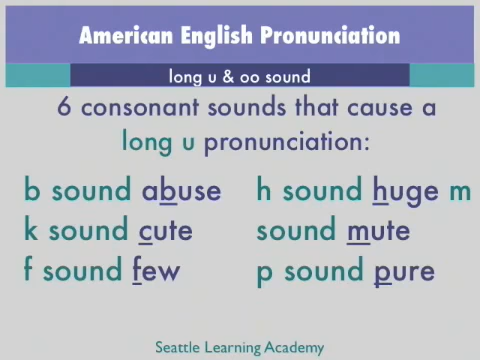 American English Pronunciation
long u & oo sound
6 consonant sounds that cause a
long u pronunciation:
b sound abuse
k sound cute
f sound few
h sound huge m
sound mute
p sound pure
Seattle Learning Academy